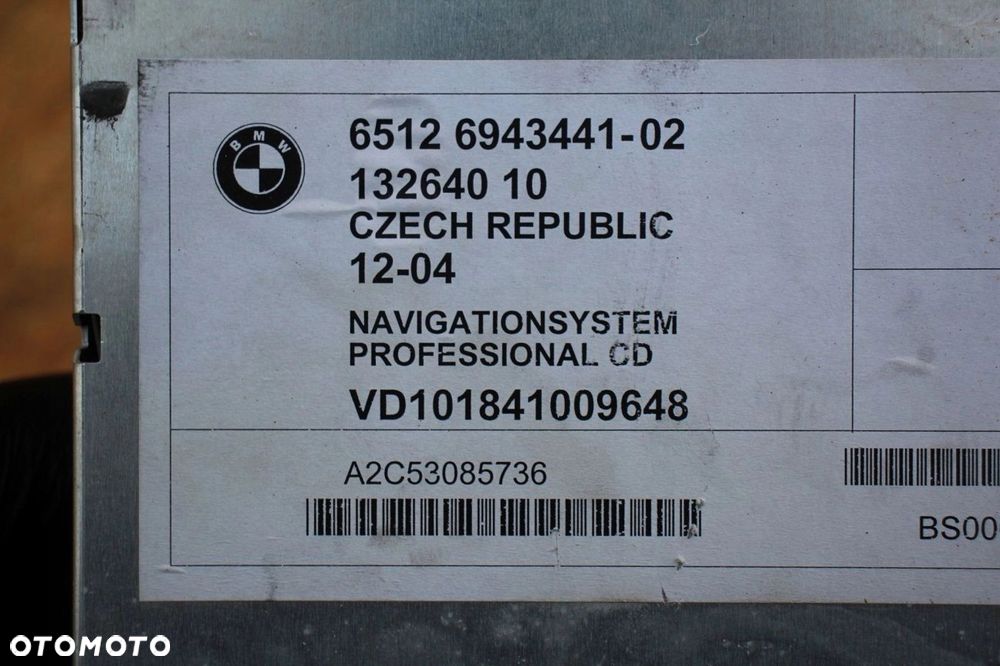 BMW
6512 6943441-02
132640 10
CZECH REPUBLIC
12-04
NAVIGATIONSYSTEM
PROFESSIONAL CD
VD101841009648
A2C53085736
BS00
OTOMOTO